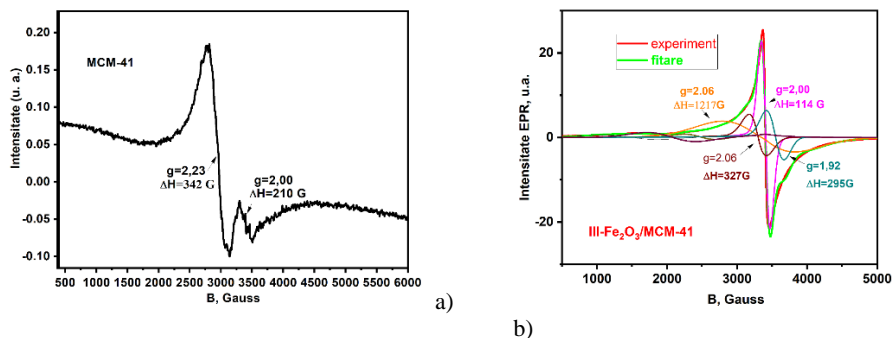 MCM-41
g=2,23
ΔH=342 G
g=2,00
ΔH=210 G
Intensitate (u. a.)
0.20
0.15
0.10
0.05
0.00
-0.05
-0.10
500 1000 1500 2000 2500 3000 3500 4000 4500 5000 5500 6000
B, Gauss
a)
experiment
fitare
g=2.06
ΔH=1217G
g=2,00
ΔH=114 G
g=2.06
ΔH=327G
g=1,92
ΔH=295G
III-Fe₂O₃/MCM-41
Intensitate EPR, u.a.
20
0
-20
1000 2000 3000 4000 5000
B, Gauss
b)